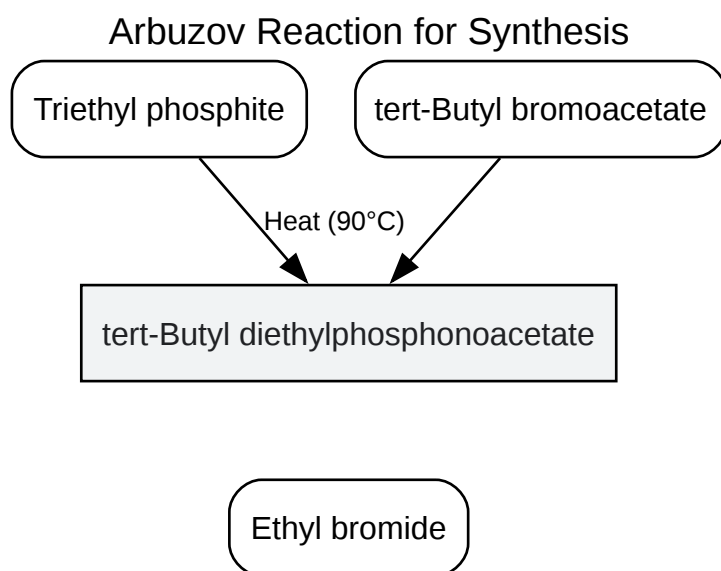 Arbuzov Reaction for Synthesis
Triethyl phosphite
tert-Butyl bromoacetate
Heat (90°C)
tert-Butyl diethylphosphonoacetate
Ethyl bromide